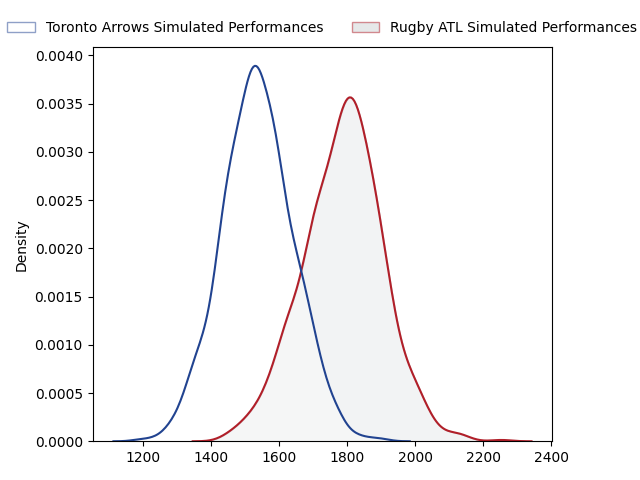 Toronto Arrows Simulated Performances
Rugby ATL Simulated Performances
0.0040
0.0035
0.0030
0.0025
0.0020
0.0015
0.0010
0.0005
0.0000
Density
1200 1400 1600 1800 2000 2200 2400